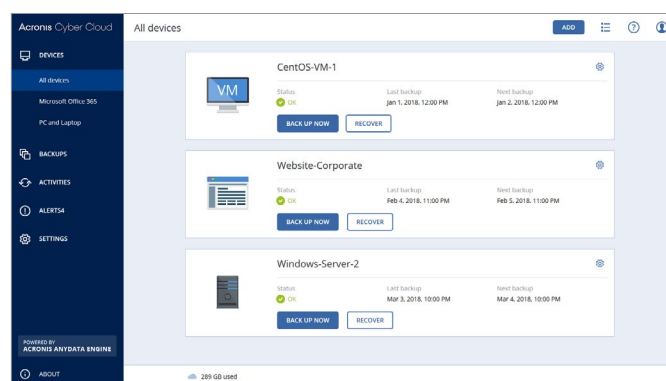 Acronis Cyber Cloud
All devices
ADD
DEVICES
All devices
Microsoft Office 365
PC and Laptop
BACKUPS
ACTIVITIES
ALERTS4
SETTINGS
POWERED BY
ACRONIS ANYDATA ENGINE
ABOUT
VM
CentOS-VM-1
Status Last backup Next backup
OK Jan 1, 2018, 12:00 PM Jan 2, 2018, 12:00 PM
BACK UP NOW RECOVER
Website-Corporate
Status Last backup Next backup
OK Feb 4, 2018, 11:00 PM Feb 5, 2018, 11:00 PM
BACK UP NOW RECOVER
Windows-Server-2
Status Last backup Next backup
OK Mar 3, 2018, 10:00 PM Mar 4, 2018, 10:00 PM
BACK UP NOW RECOVER
289 GB used